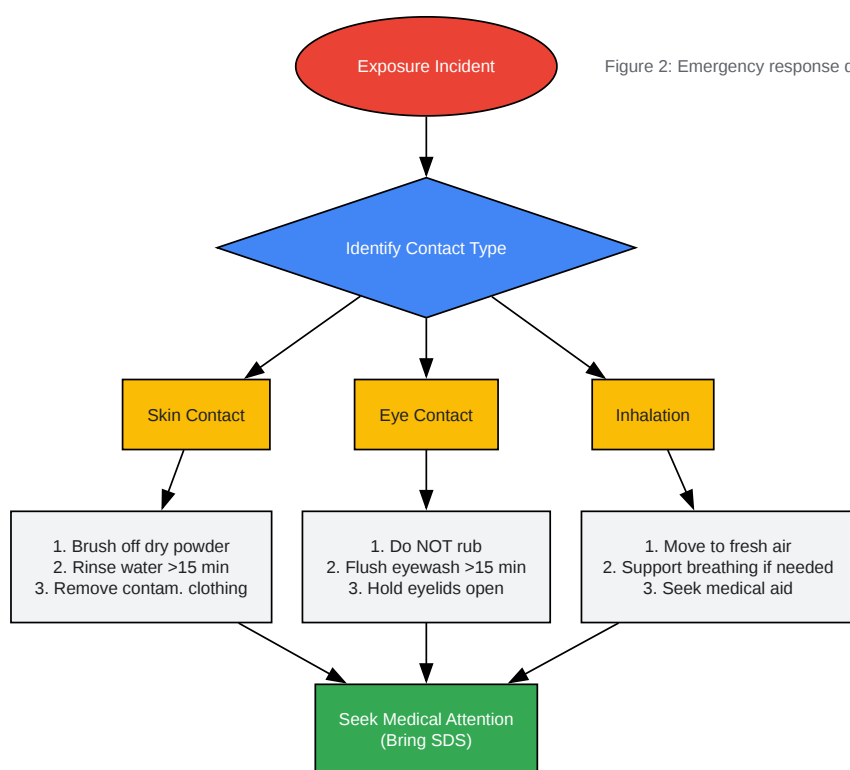 Exposure Incident
Figure 2: Emergency response
Identify Contact Type
Skin Contact
Eye Contact
Inhalation
1. Brush off dry powder
2. Rinse water >15 min
3. Remove contam. clothing
1. Do NOT rub
2. Flush eyewash >15 min
3. Hold eyelids open
1. Move to fresh air
2. Support breathing if needed
3. Seek medical aid
Seek Medical Attention
(Bring SDS)